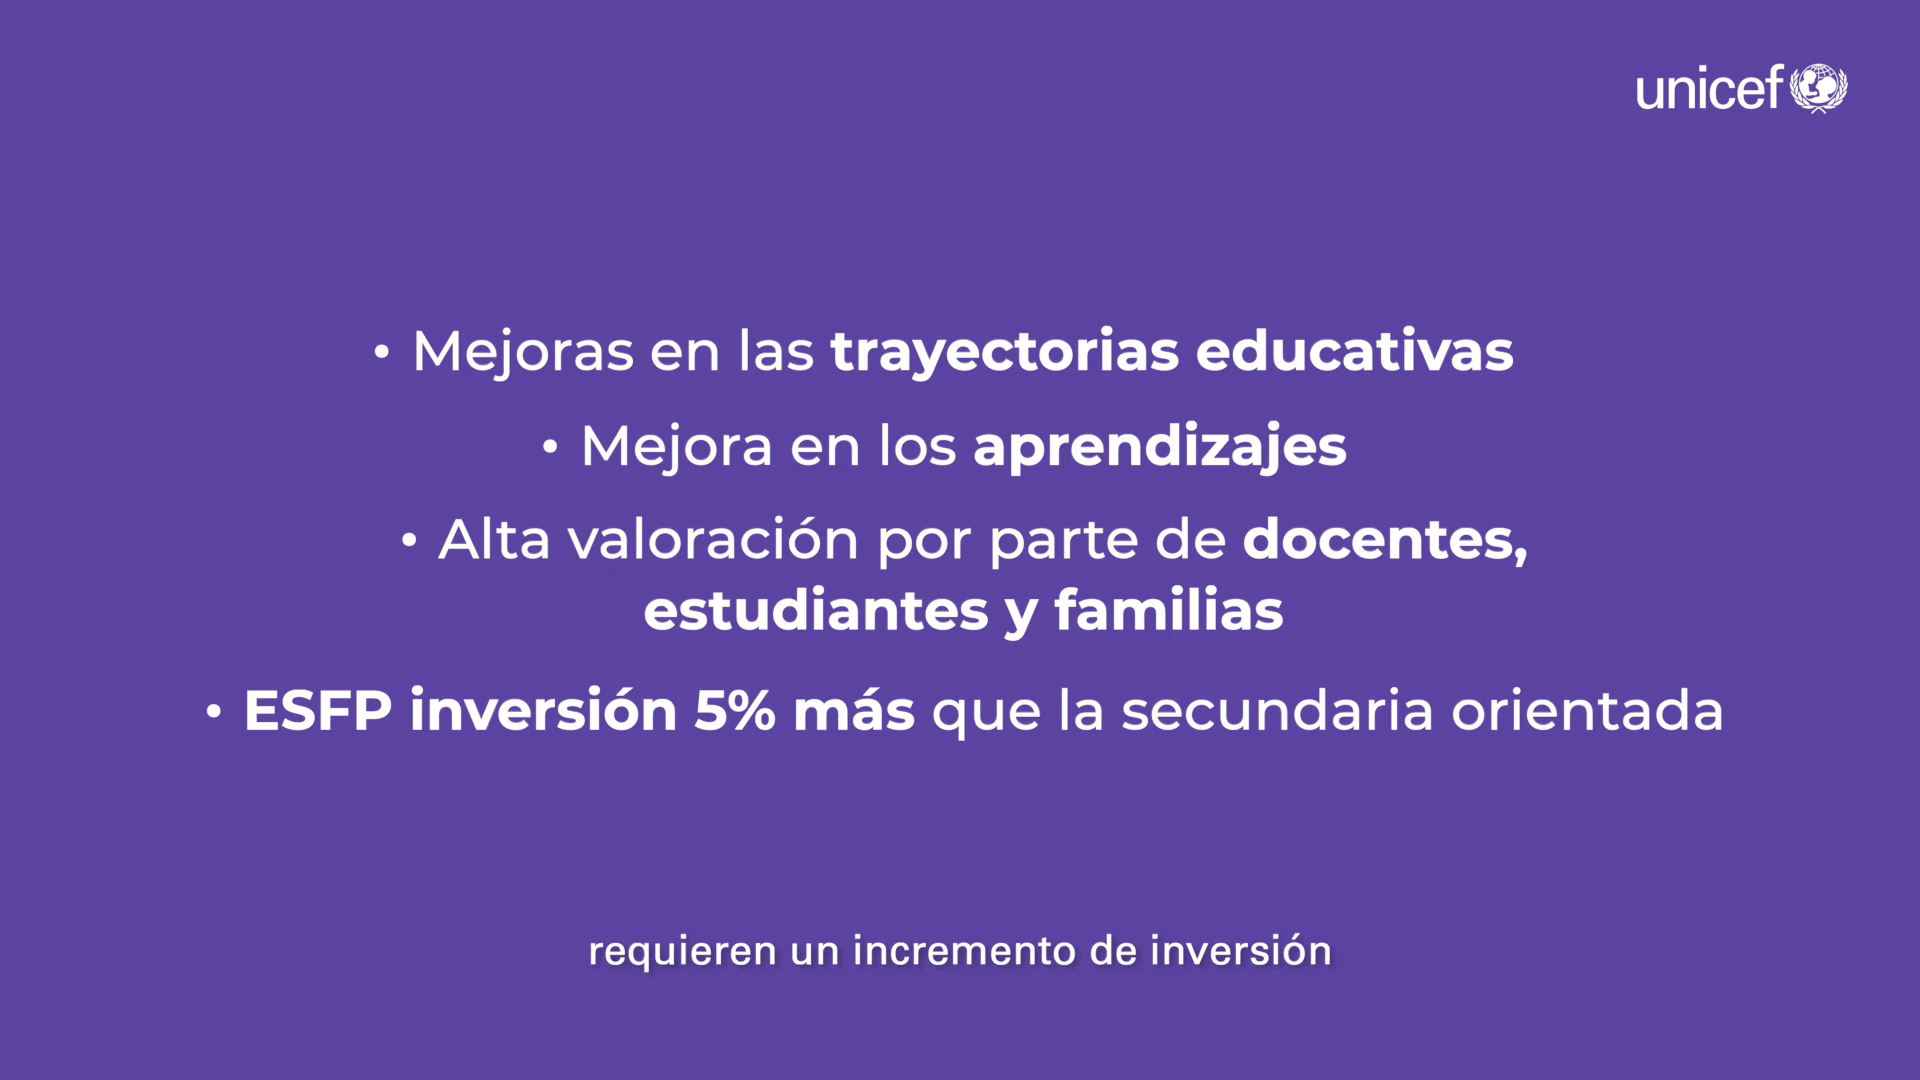 unicef
• Mejoras en las trayectorias educativas
• Mejora en los aprendizajes
• Alta valoración por parte de docentes,
estudiantes y familias
• ESFP inversión 5% más que la secundaria orientada
requieren un incremento de inversión